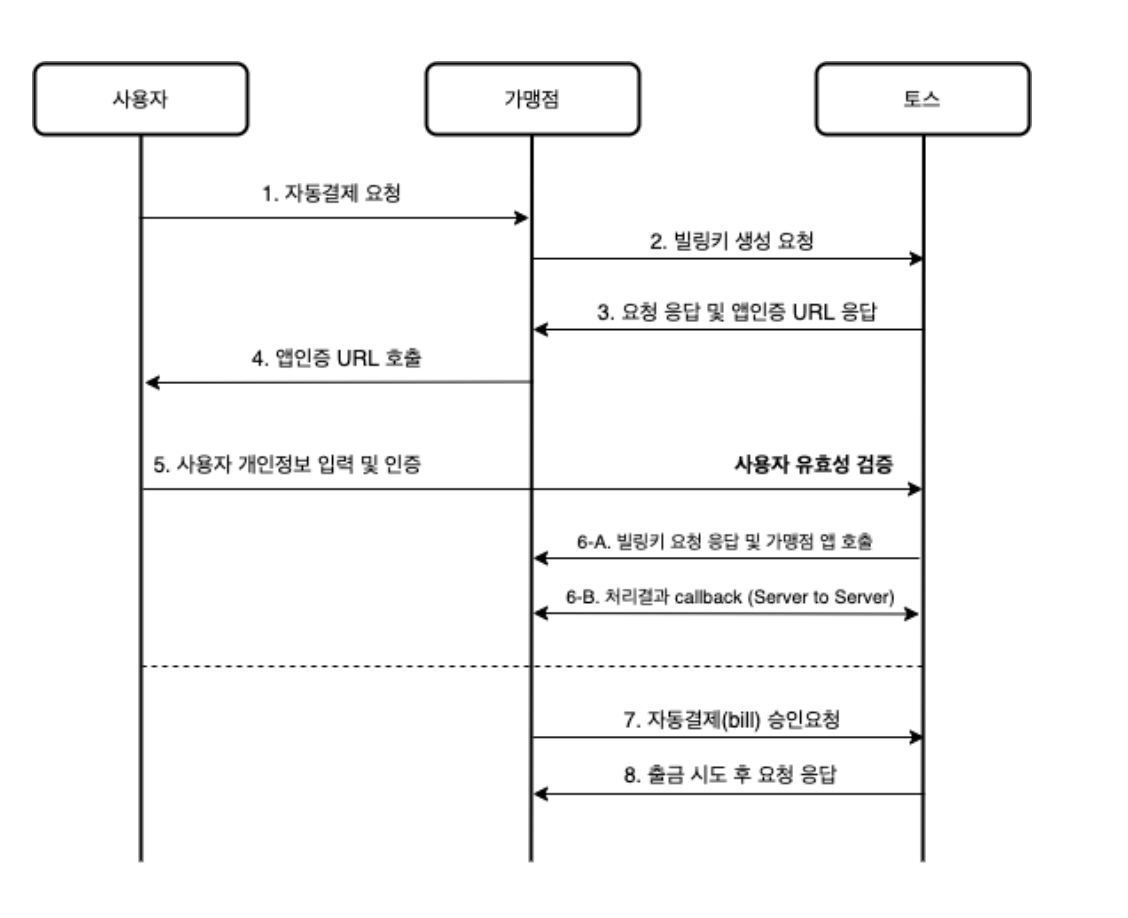 사용자
가맹점
토스
1. 자동결제 요청
2. 빌링키 생성 요청
3. 요청 응답 및 앱인증 URL 응답
4. 앱인증 URL 호출
5. 사용자 개인정보 입력 및 인증
사용자 유효성 검증
6-A. 빌링키 요청 응답 및 가맹점 앱 호출
6-B. 처리결과 callback (Server to Server)
7. 자동결제(bill) 승인요청
8. 출금 시도 후 요청 응답